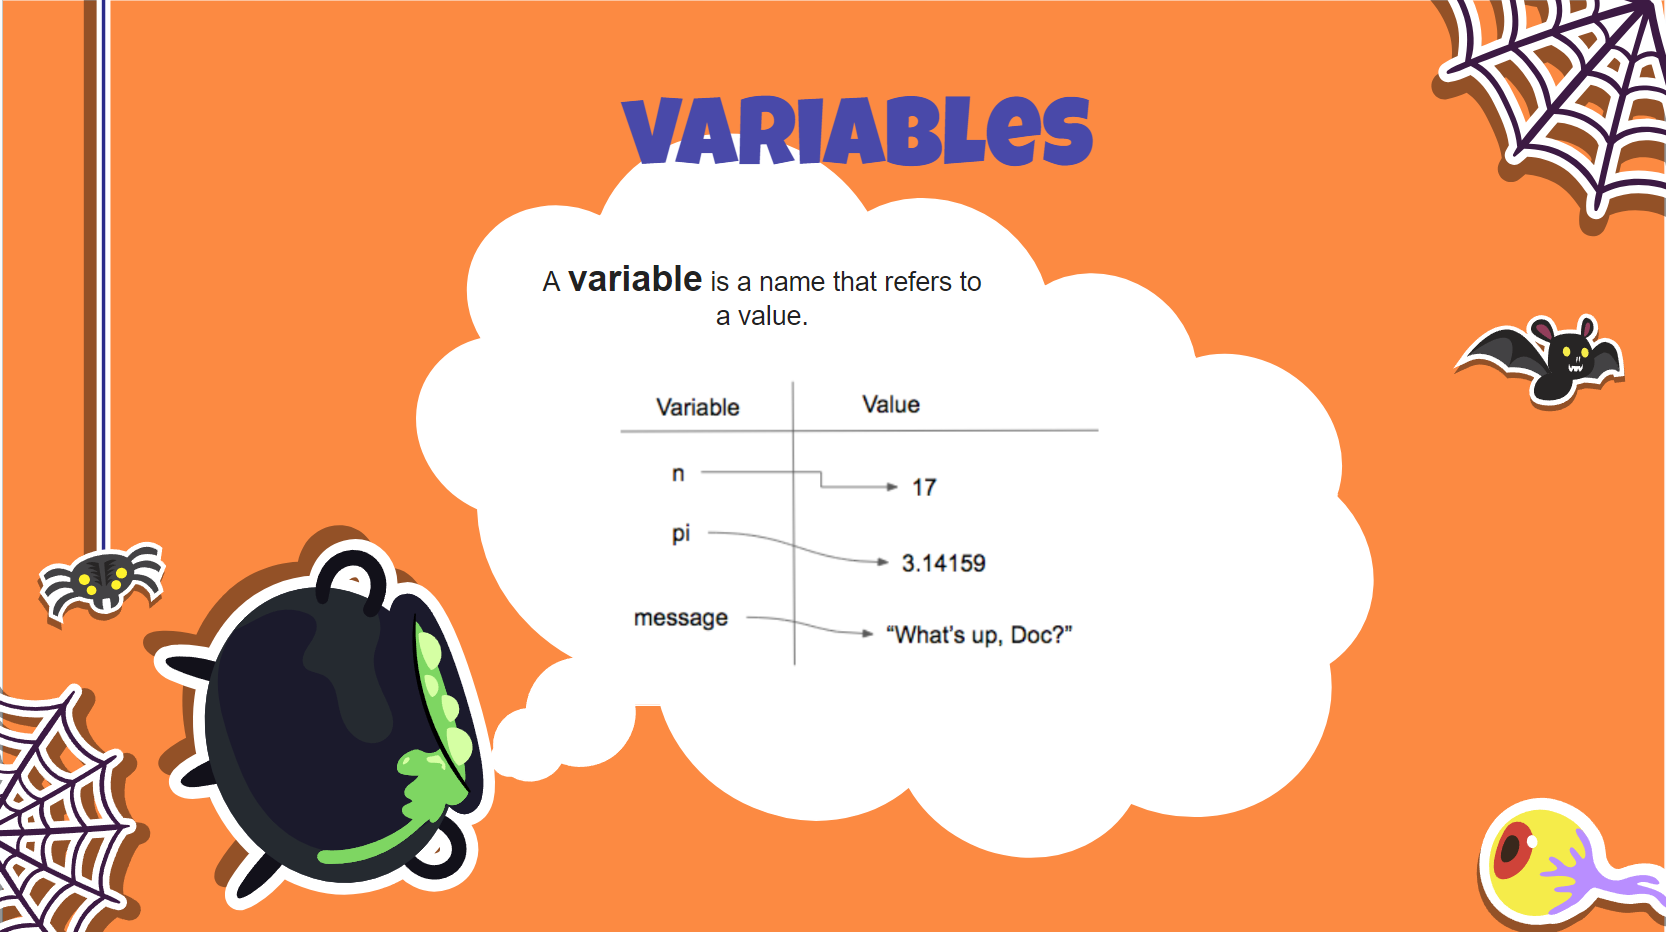 VARIABLes
A variable is a name that refers to
a value.
Variable Value
n 17
pi 3.14159
message “What’s up, Doc?”